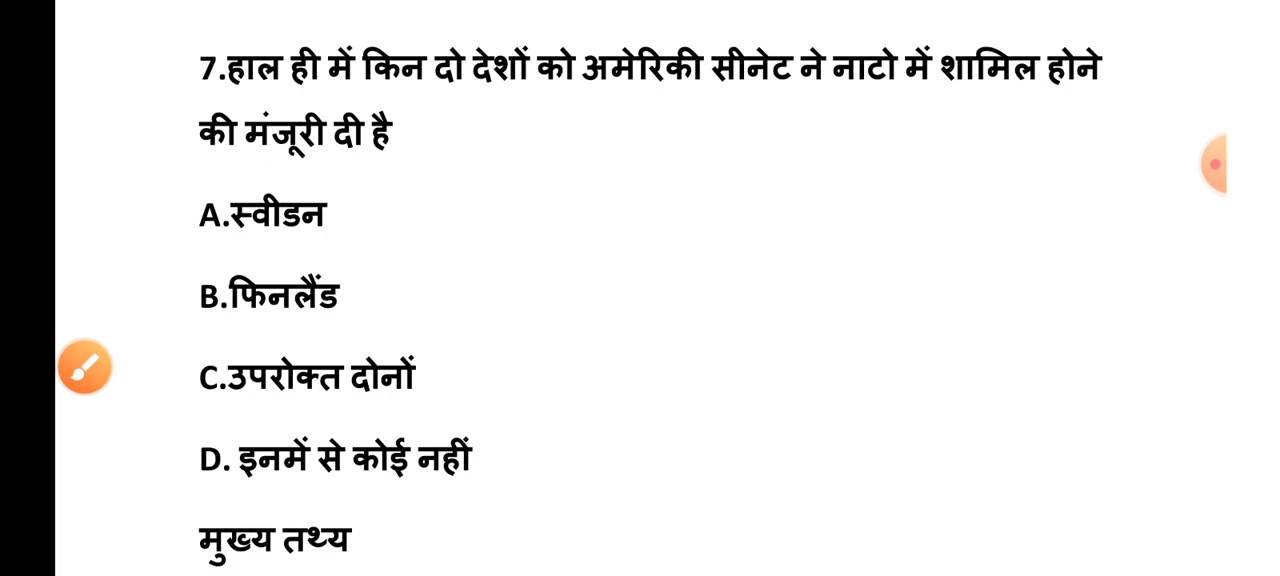 7.हाल ही में किन दो देशों को अमेरिकी सीनेट ने नाटो में शामिल होने
की मंजूरी दी है
A.स्वीडन
B.फिनलैंड
C.उपरोक्त दोनों
D. इनमें से कोई नहीं
मुख्य तथ्य